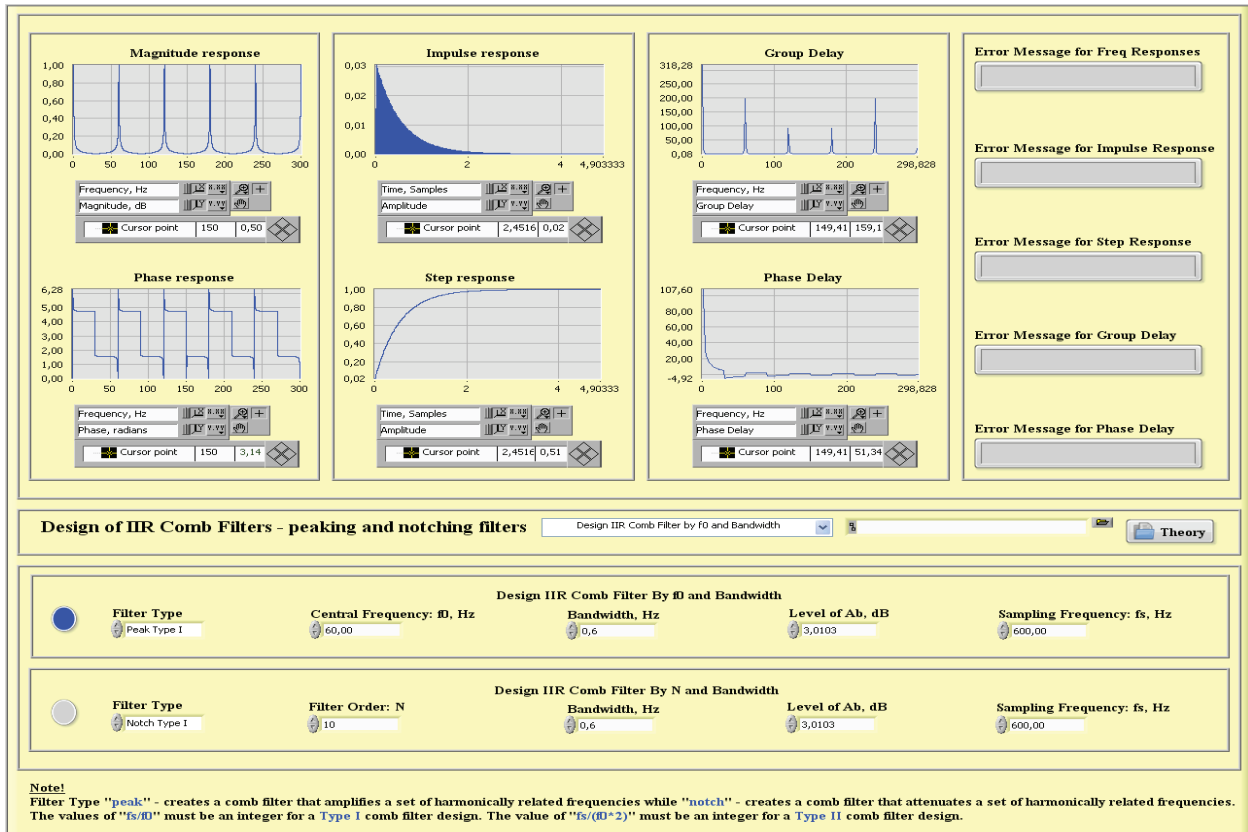 Magnitude response
1,00
0,80
0,60
0,40
0,20
0,00
0 50 100 150 200 250 300
Frequency, Hz
Magnitude, dB
Cursor point 150 0,50
Impulse response
0,03
0,02
0,01
0,00
0 2 4 4,903333
Time, Samples
Amplitude
Cursor point 2,4516 0,02
Group Delay
318,28
250,00
200,00
150,00
100,00
50,00
0,08
0 100 200 298,828
Frequency, Hz
Group Delay
Cursor point 149,41 159,1
Error Message for Freq Responses
Error Message for Impulse Response
Error Message for Step Response
Error Message for Group Delay
Error Message for Phase Delay
Phase response
6,28
5,00
4,00
3,00
2,00
1,00
0,00
0 50 100 150 200 250 300
Frequency, Hz
Phase, radians
Cursor point 150 3,14
Step response
1,00
0,80
0,60
0,40
0,20
0,02
0 2 4 4,90333
Time, Samples
Amplitude
Cursor point 2,4516 0,51
Phase Delay
107,60
80,00
60,00
40,00
20,00
-4,92
0 100 200 298,828
Frequency, Hz
Phase Delay
Cursor point 149,41 51,34
Design of IIR Comb Filters - peaking and notching filters
Design IIR Comb Filter by f0 and Bandwidth
Theory
Design IIR Comb Filter By f0 and Bandwidth
Filter Type Central Frequency: f0, Hz Bandwidth, Hz Level of Ab, dB Sampling Frequency: fs, Hz
Peak Type I 60,00 0,6 3,0103 600,00
Design IIR Comb Filter By N and Bandwidth
Filter Type Filter Order: N Bandwidth, Hz Level of Ab, dB Sampling Frequency: fs, Hz
Notch Type I 10 0,6 3,0103 600,00
Note!
Filter Type "peak" - creates a comb filter that amplifies a set of harmonically related frequencies while "notch" - creates a comb filter that attenuates a set of harmonically related frequencies.
The values of "fs/f0" must be an integer for a Type I comb filter design. The value of "fs/(f0*2)" must be an integer for a Type II comb filter design.